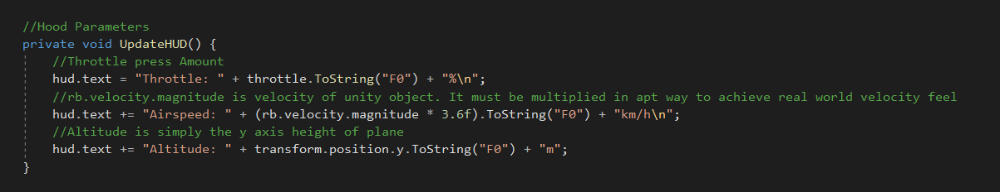 //Hood Parameters
private void UpdateHUD() {
//Throttle press Amount
hud.text = "Throttle: " + throttle.ToString("F0") + "%\n";
//rb.velocity.magnitude is velocity of unity object. It must be multiplied in apt way to achieve real world velocity feel
hud.text += "Airspeed: " + (rb.velocity.magnitude * 3.6f).ToString("F0") + "km/h\n";
//Altitude is simply the y axis height of plane
hud.text += "Altitude: " + transform.position.y.ToString("F0") + "m";
}